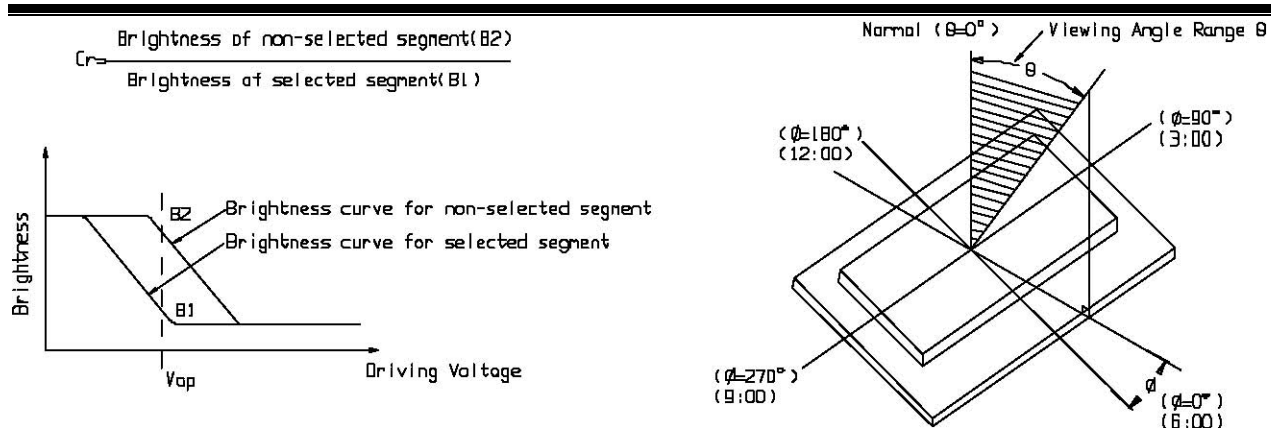 Brightness of non-selected segment(B2)
Cr=
Brightness of selected segment(B1)
Brightness
B2
Brightness curve for non-selected segment
Brightness curve for selected segment
B1
Vop
Driving Voltage
Normal (θ=0°)
Viewing Angle Range θ
θ
(Ø=180°)
(12:00)
(Ø=90°)
(3:00)
(Ø=270°)
(9:00)
Ø
(Ø=0°)
(6:00)